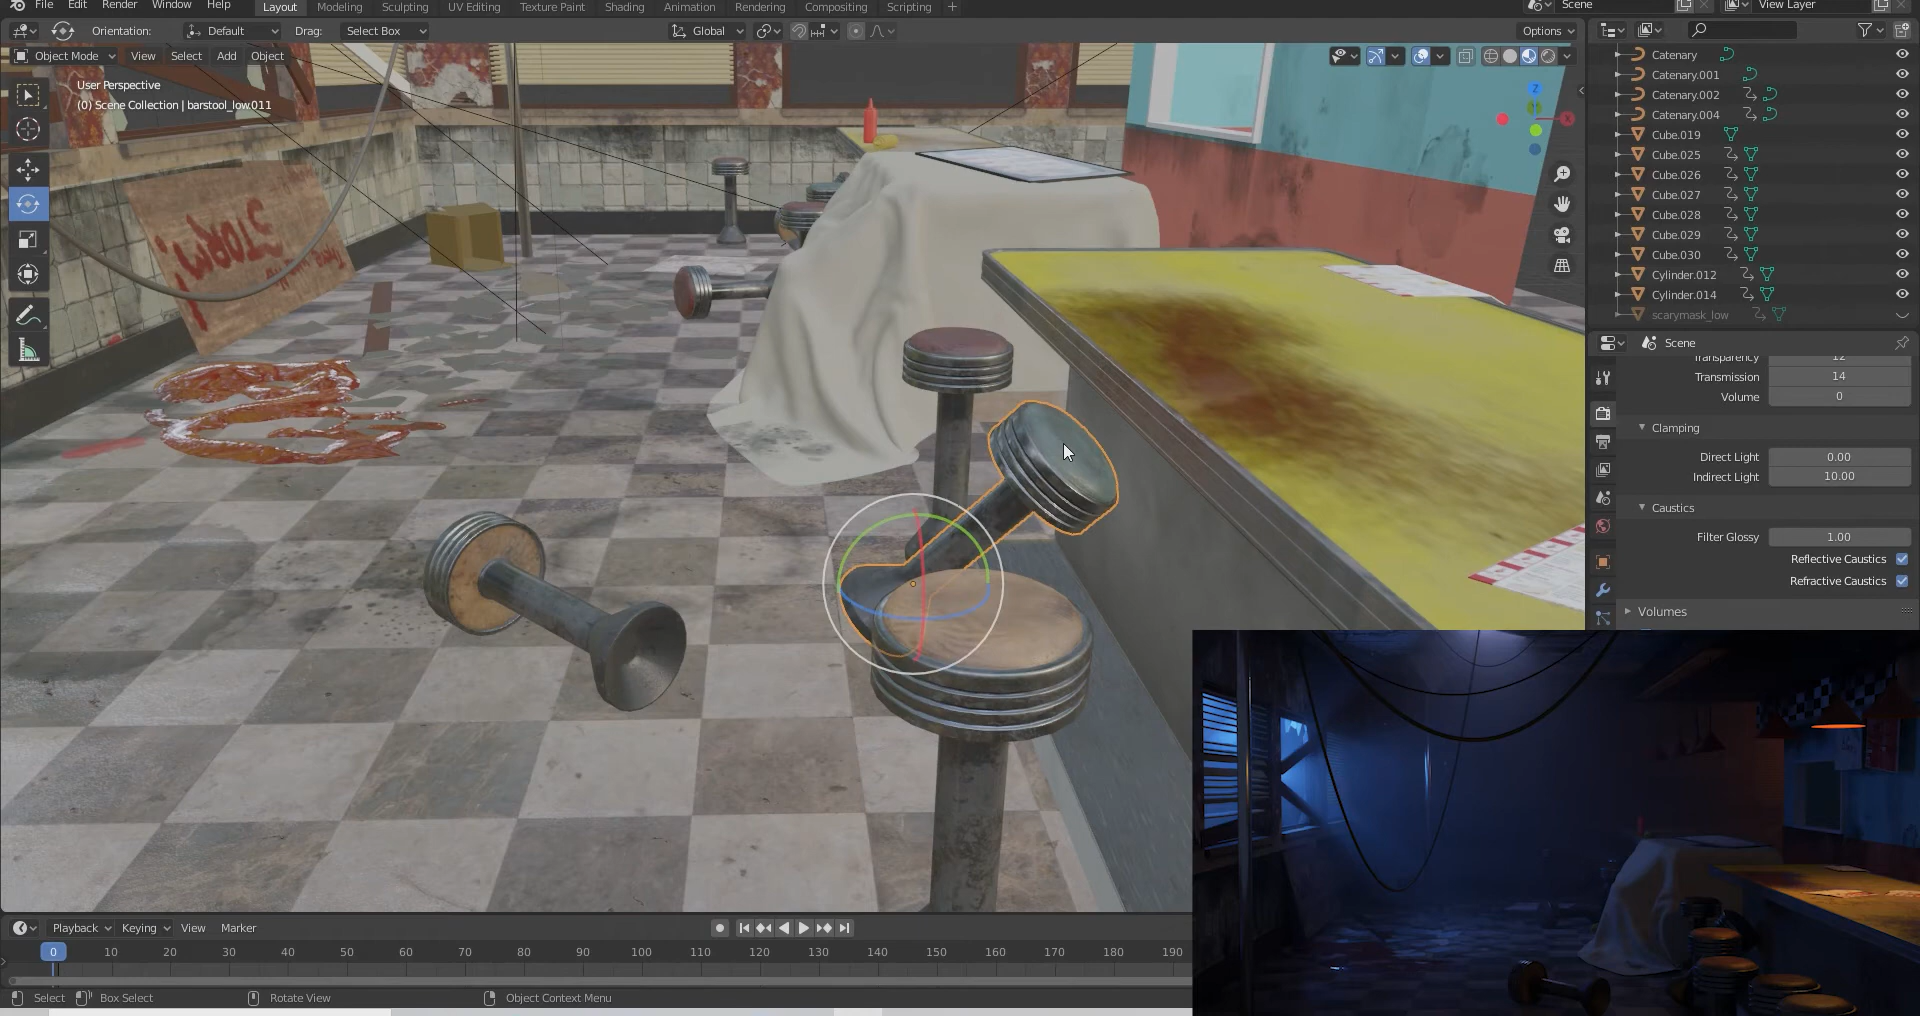 File Edit Render Window Help Layout Modeling Sculpting UV Editing Texture Paint Shading Animation Rendering Compositing Scripting + Scene View Layer
Orientation: Default Drag: Select Box Global Options
Object Mode View Select Add Object
User Perspective
(0) Scene Collection | barstool_low.011
Z
X
STORM
Catenary
Catenary.001
Catenary.002
Catenary.004
Cube.019
Cube.025
Cube.026
Cube.027
Cube.028
Cube.029
Cube.030
Cylinder.012
Cylinder.014
scarymask_low
Scene
Transparency 12
Transmission 14
Volume 0
Clamping
Direct Light 0.00
Indirect Light 10.00
Caustics
Filter Glossy 1.00
Reflective Caustics
Refractive Caustics
Volumes
Playback Keying View Marker
0 10 20 30 40 50 60 70 80 90 100 110 120 130 140 150 160 170 180 190
Select Box Select Rotate View Object Context Menu